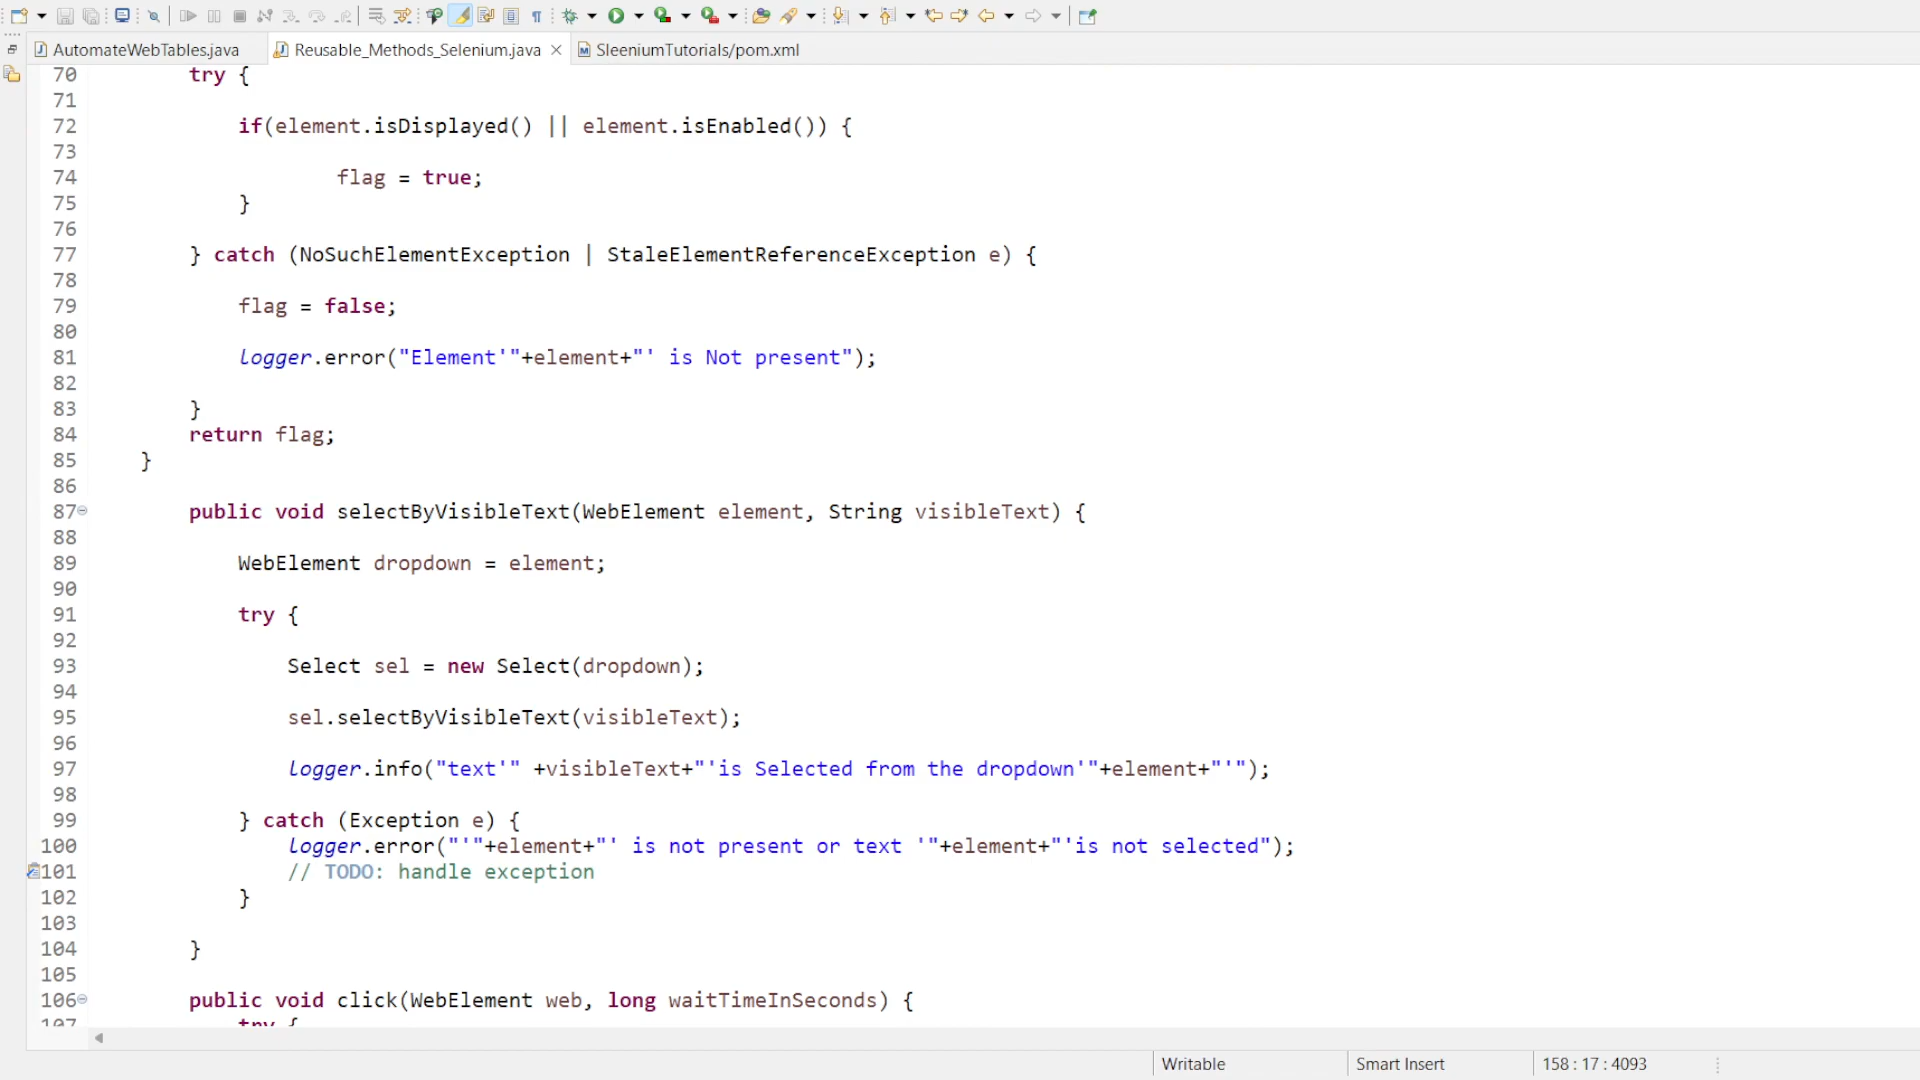 AutomateWebTables.java Reusable_Methods_Selenium.java SleeniumTutorials/pom.xml
70 try {
71
72 if(element.isDisplayed() || element.isEnabled()) {
73
74 flag = true;
75 }
76
77 } catch (NoSuchElementException | StaleElementReferenceException e) {
78
79 flag = false;
80
81 logger.error("Element'"+element+"' is Not present");
82
83 }
84 return flag;
85 }
86
87 public void selectByVisibleText(WebElement element, String visibleText) {
88
89 WebElement dropdown = element;
90
91 try {
92
93 Select sel = new Select(dropdown);
94
95 sel.selectByVisibleText(visibleText);
96
97 logger.info("text'" +visibleText+"'is Selected from the dropdown'"+element+"'");
98
99 } catch (Exception e) {
100 logger.error("'"+element+"' is not present or text '"+element+"'is not selected");
101 // TODO: handle exception
102 }
103
104 }
105
106 public void click(WebElement web, long waitTimeInSeconds) {
107 try {
Writable Smart Insert 158 : 17 : 4093